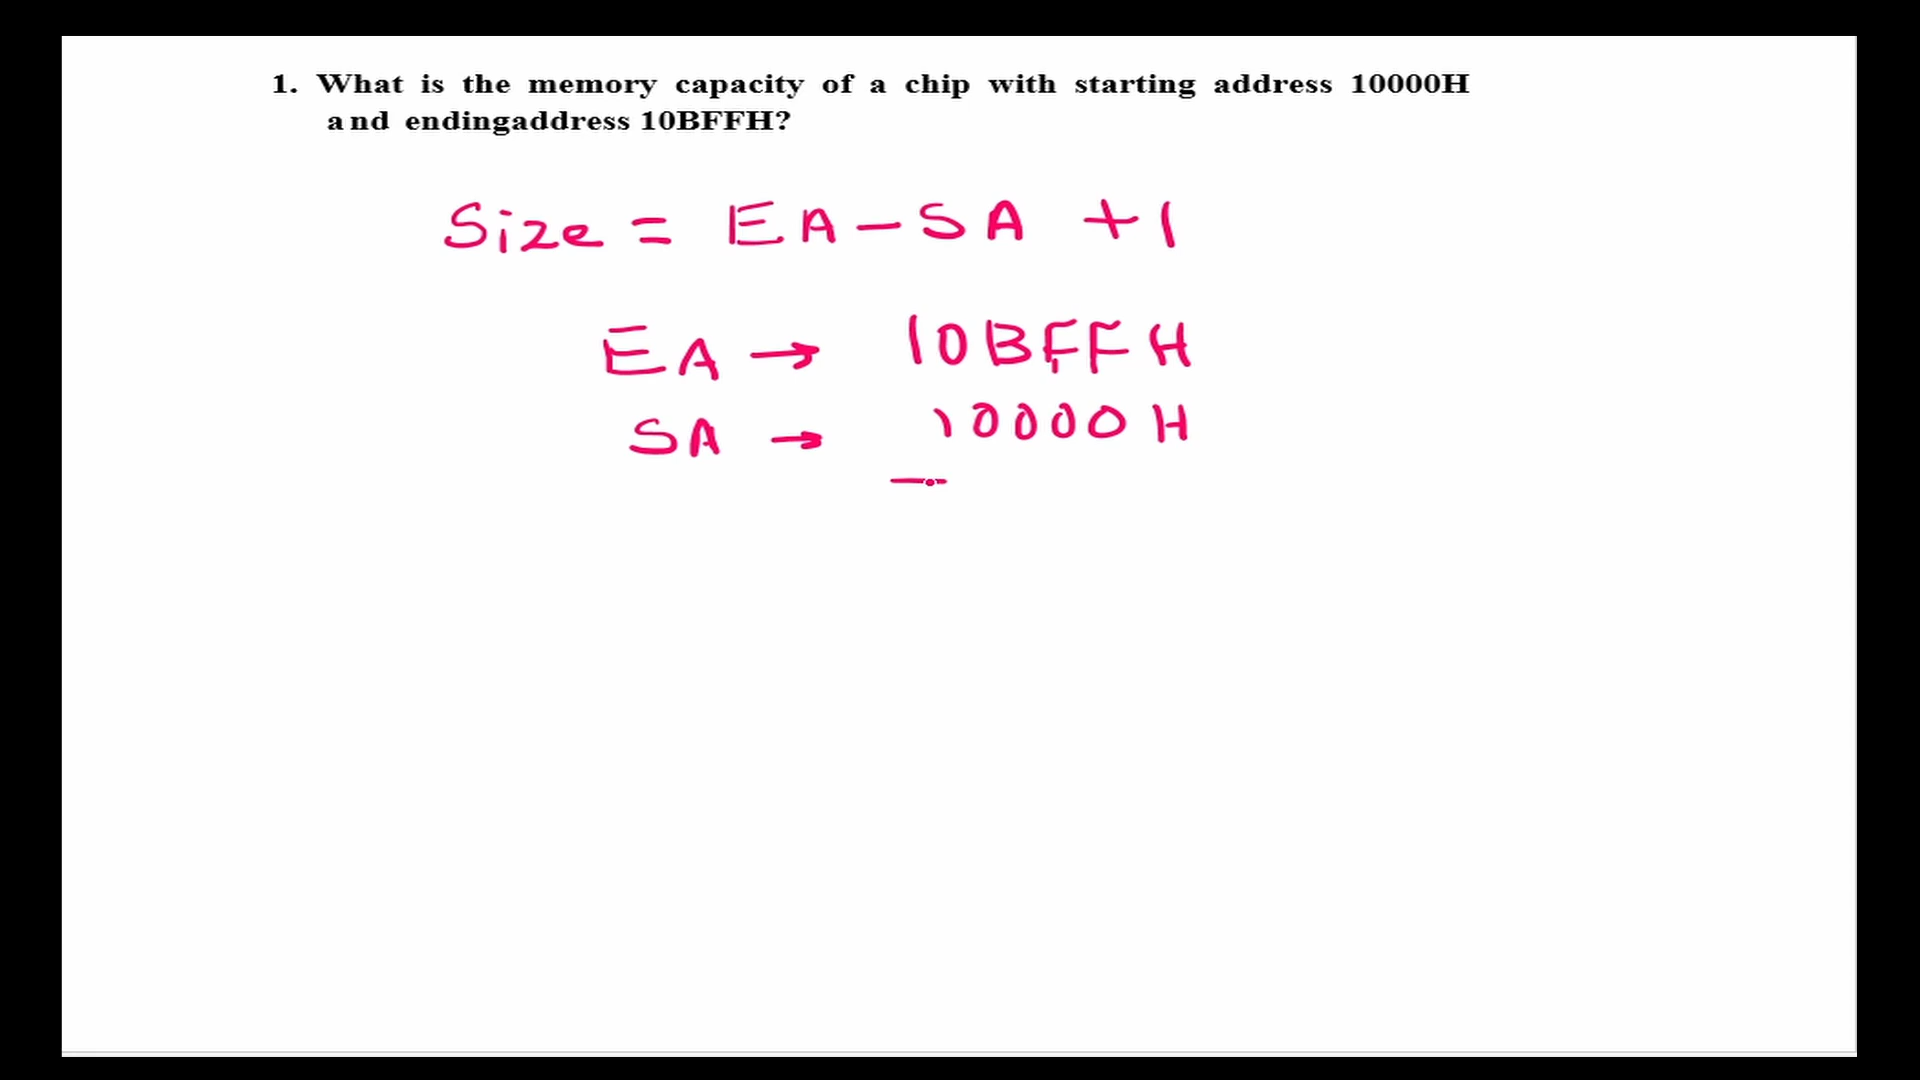 1. What is the memory capacity of a chip with starting address 10000H
and endingaddress 10BFFH?
Size = EA - SA + 1
EA → 10BFFH
SA → 10000H